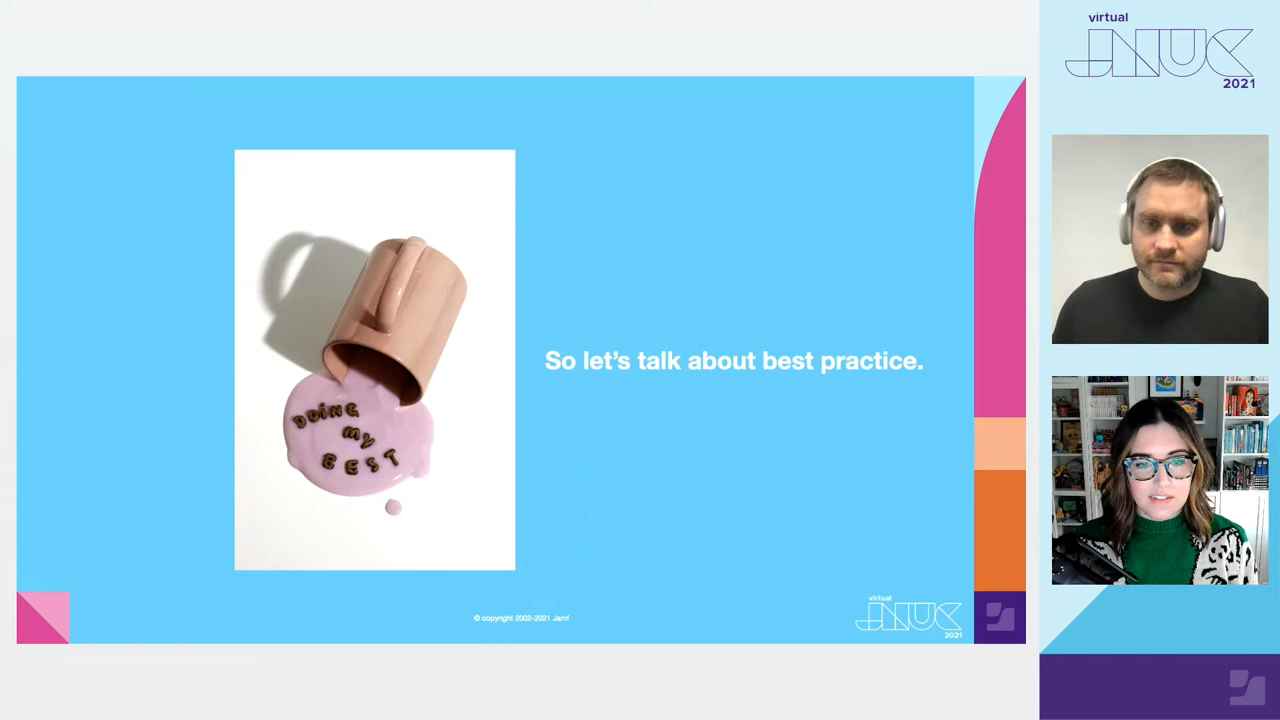 virtual
JNUC
2021
DOiNG
my
BEST
So let's talk about best practice.
© copyright 2002-2021 Jamf
virtual
JNUC
2021